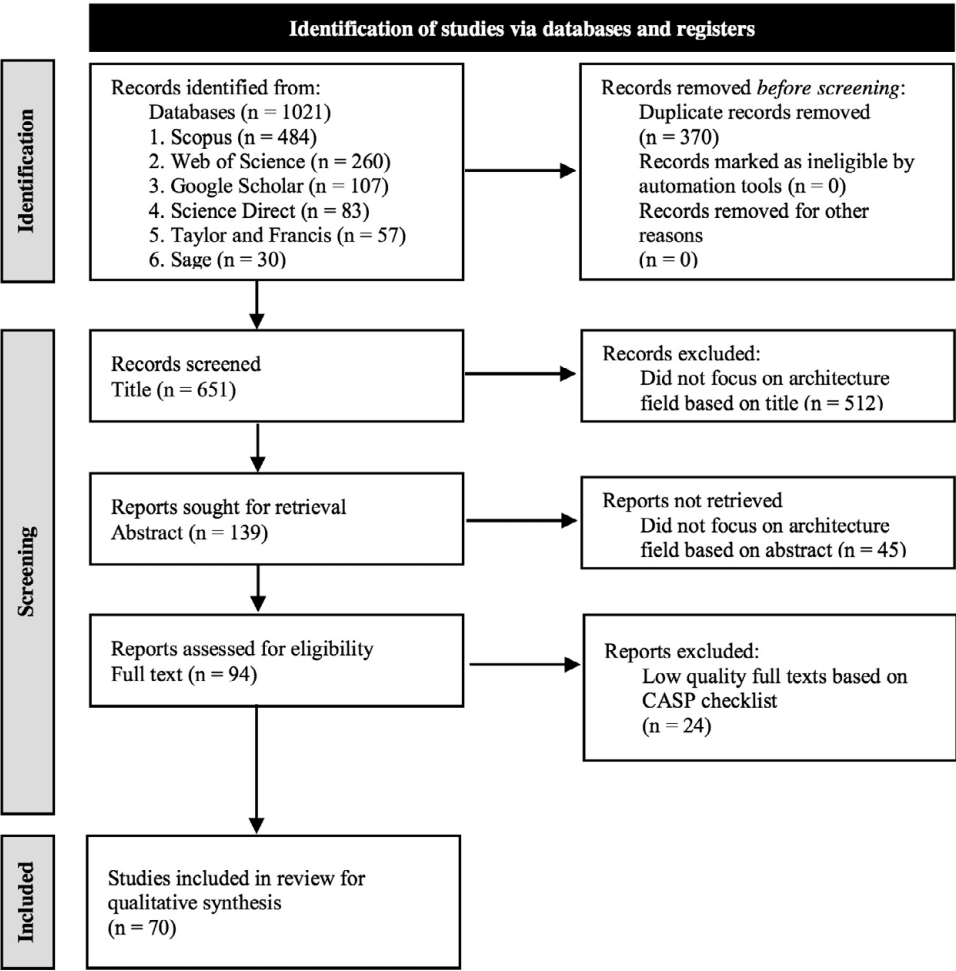 Identification of studies via databases and registers
Identification
Records identified from:
Databases (n = 1021)
1. Scopus (n = 484)
2. Web of Science (n = 260)
3. Google Scholar (n = 107)
4. Science Direct (n = 83)
5. Taylor and Francis (n = 57)
6. Sage (n = 30)
Records removed before screening:
Duplicate records removed
(n = 370)
Records marked as ineligible by
automation tools (n = 0)
Records removed for other
reasons
(n = 0)
Screening
Records screened
Title (n = 651)
Records excluded:
Did not focus on architecture
field based on title (n = 512)
Reports sought for retrieval
Abstract (n = 139)
Reports not retrieved
Did not focus on architecture
field based on abstract (n = 45)
Reports assessed for eligibility
Full text (n = 94)
Reports excluded:
Low quality full texts based on
CASP checklist
(n = 24)
Included
Studies included in review for
qualitative synthesis
(n = 70)